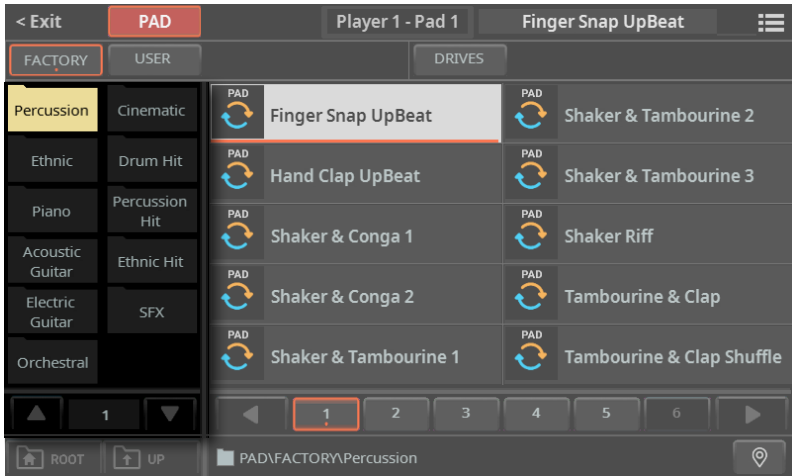 < Exit
PAD
Player 1 - Pad 1
Finger Snap UpBeat
FACTORY
USER
DRIVES
Percussion
Cinematic
Ethnic
Drum Hit
Piano
Percussion
Hit
Acoustic
Guitar
Ethnic Hit
Electric
Guitar
SFX
Orchestral
1
PAD
Finger Snap UpBeat
PAD
Shaker & Tambourine 2
PAD
Hand Clap UpBeat
PAD
Shaker & Tambourine 3
PAD
Shaker & Conga 1
PAD
Shaker Riff
PAD
Shaker & Conga 2
PAD
Tambourine & Clap
PAD
Shaker & Tambourine 1
PAD
Tambourine & Clap Shuffle
1
2
3
4
5
6
ROOT
UP
PAD\FACTORY\Percussion